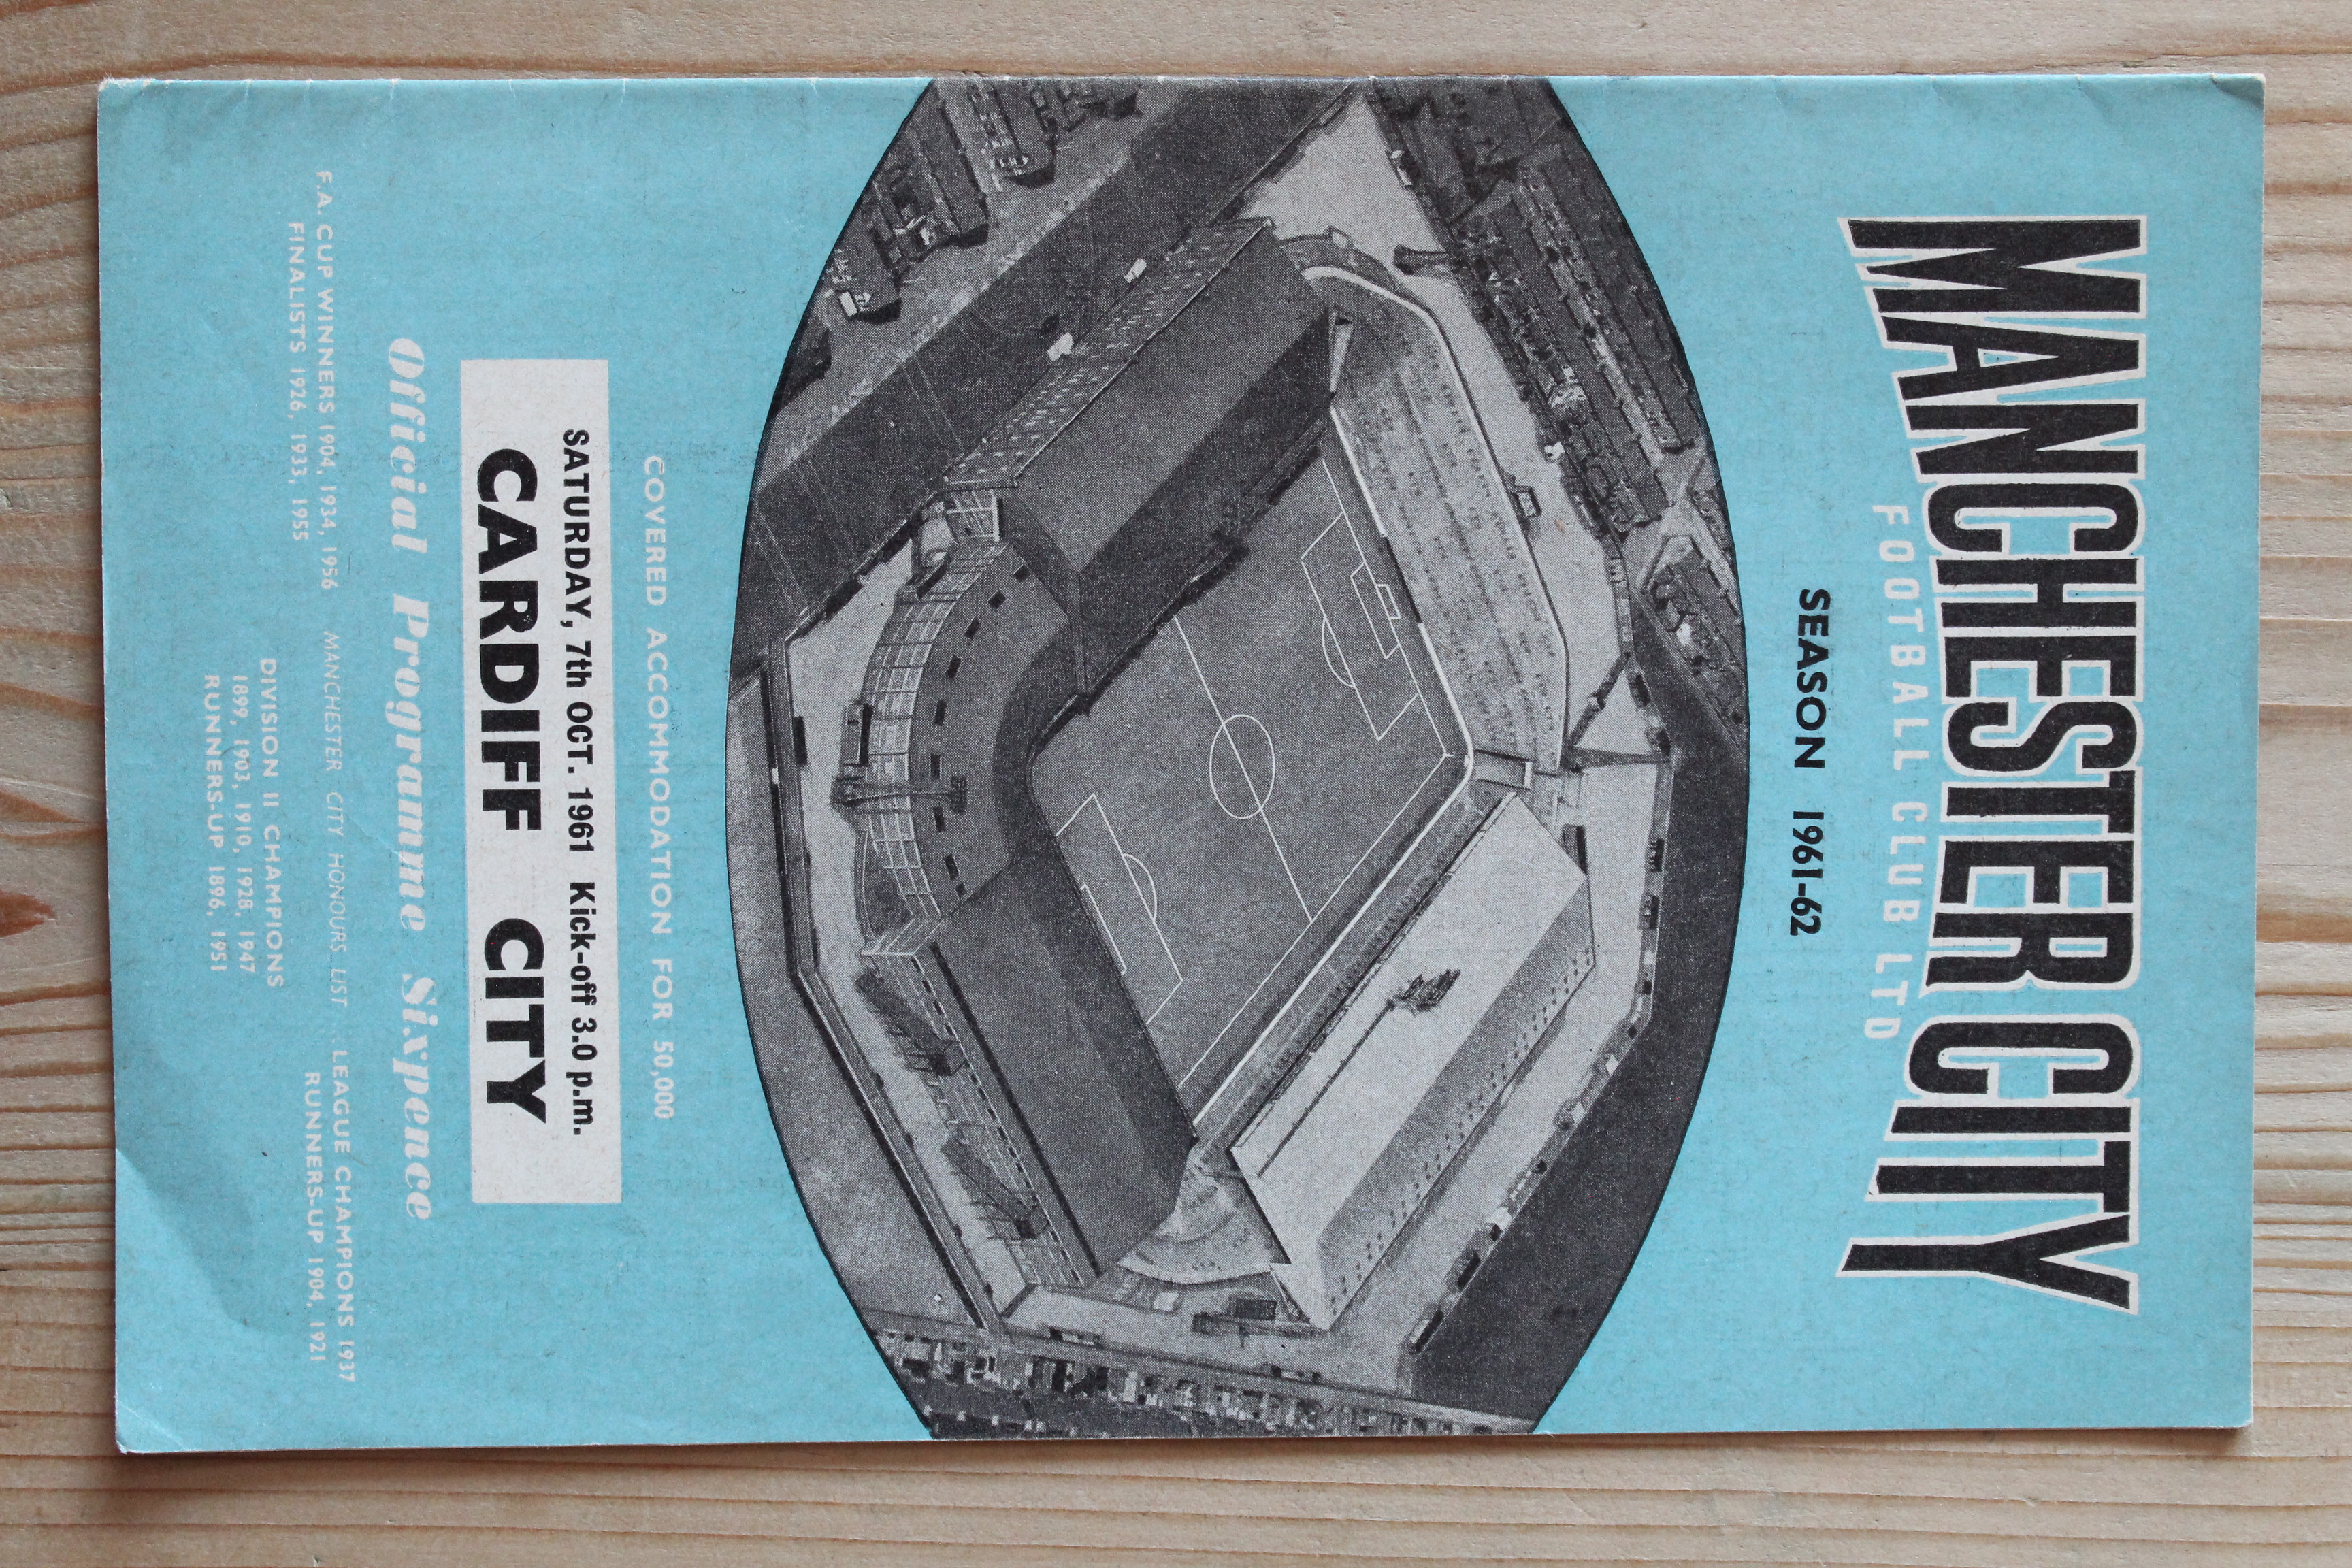 MANCHESTER CITY
FOOTBALL CLUB LTD
SEASON 1961-62
COVERED ACCOMMODATION FOR 50,000
SATURDAY, 7th OCT. 1961 Kick-off 3.0 p.m.
CARDIFF CITY
Official Programme Sixpence
MANCHESTER CITY HONOURS LIST
F.A. CUP WINNERS 1904, 1934, 1956
FINALISTS 1926, 1933, 1955
LEAGUE CHAMPIONS 1937
RUNNERS-UP 1904, 1921
DIVISION II CHAMPIONS
1899, 1903, 1910, 1928, 1947
RUNNERS-UP 1896, 1951